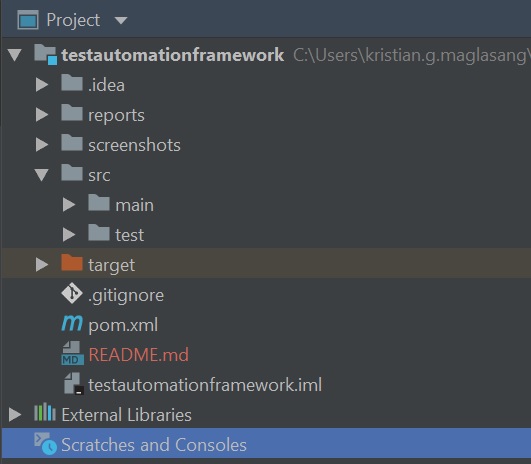 Project
testautomationframework C:\Users\kristian.g.maglasang\
.idea
reports
screenshots
src
main
test
target
.gitignore
m pom.xml
MD README.md
testautomationframework.iml
External Libraries
Scratches and Consoles